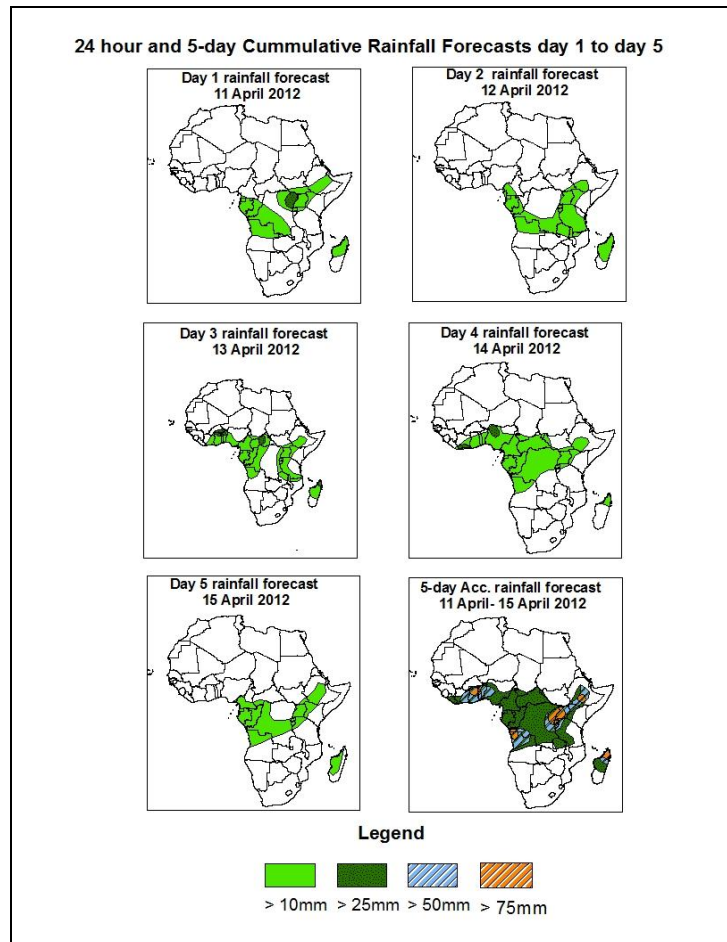 24 hour and 5-day Cummulative Rainfall Forecasts day 1 to day 5
Day 1 rainfall forecast
11 April 2012
Day 2 rainfall forecast
12 April 2012
Day 3 rainfall forecast
13 April 2012
Day 4 rainfall forecast
14 April 2012
Day 5 rainfall forecast
15 April 2012
5-day Acc. rainfall forecast
11 April- 15 April 2012
Legend
> 10mm > 25mm > 50mm > 75mm